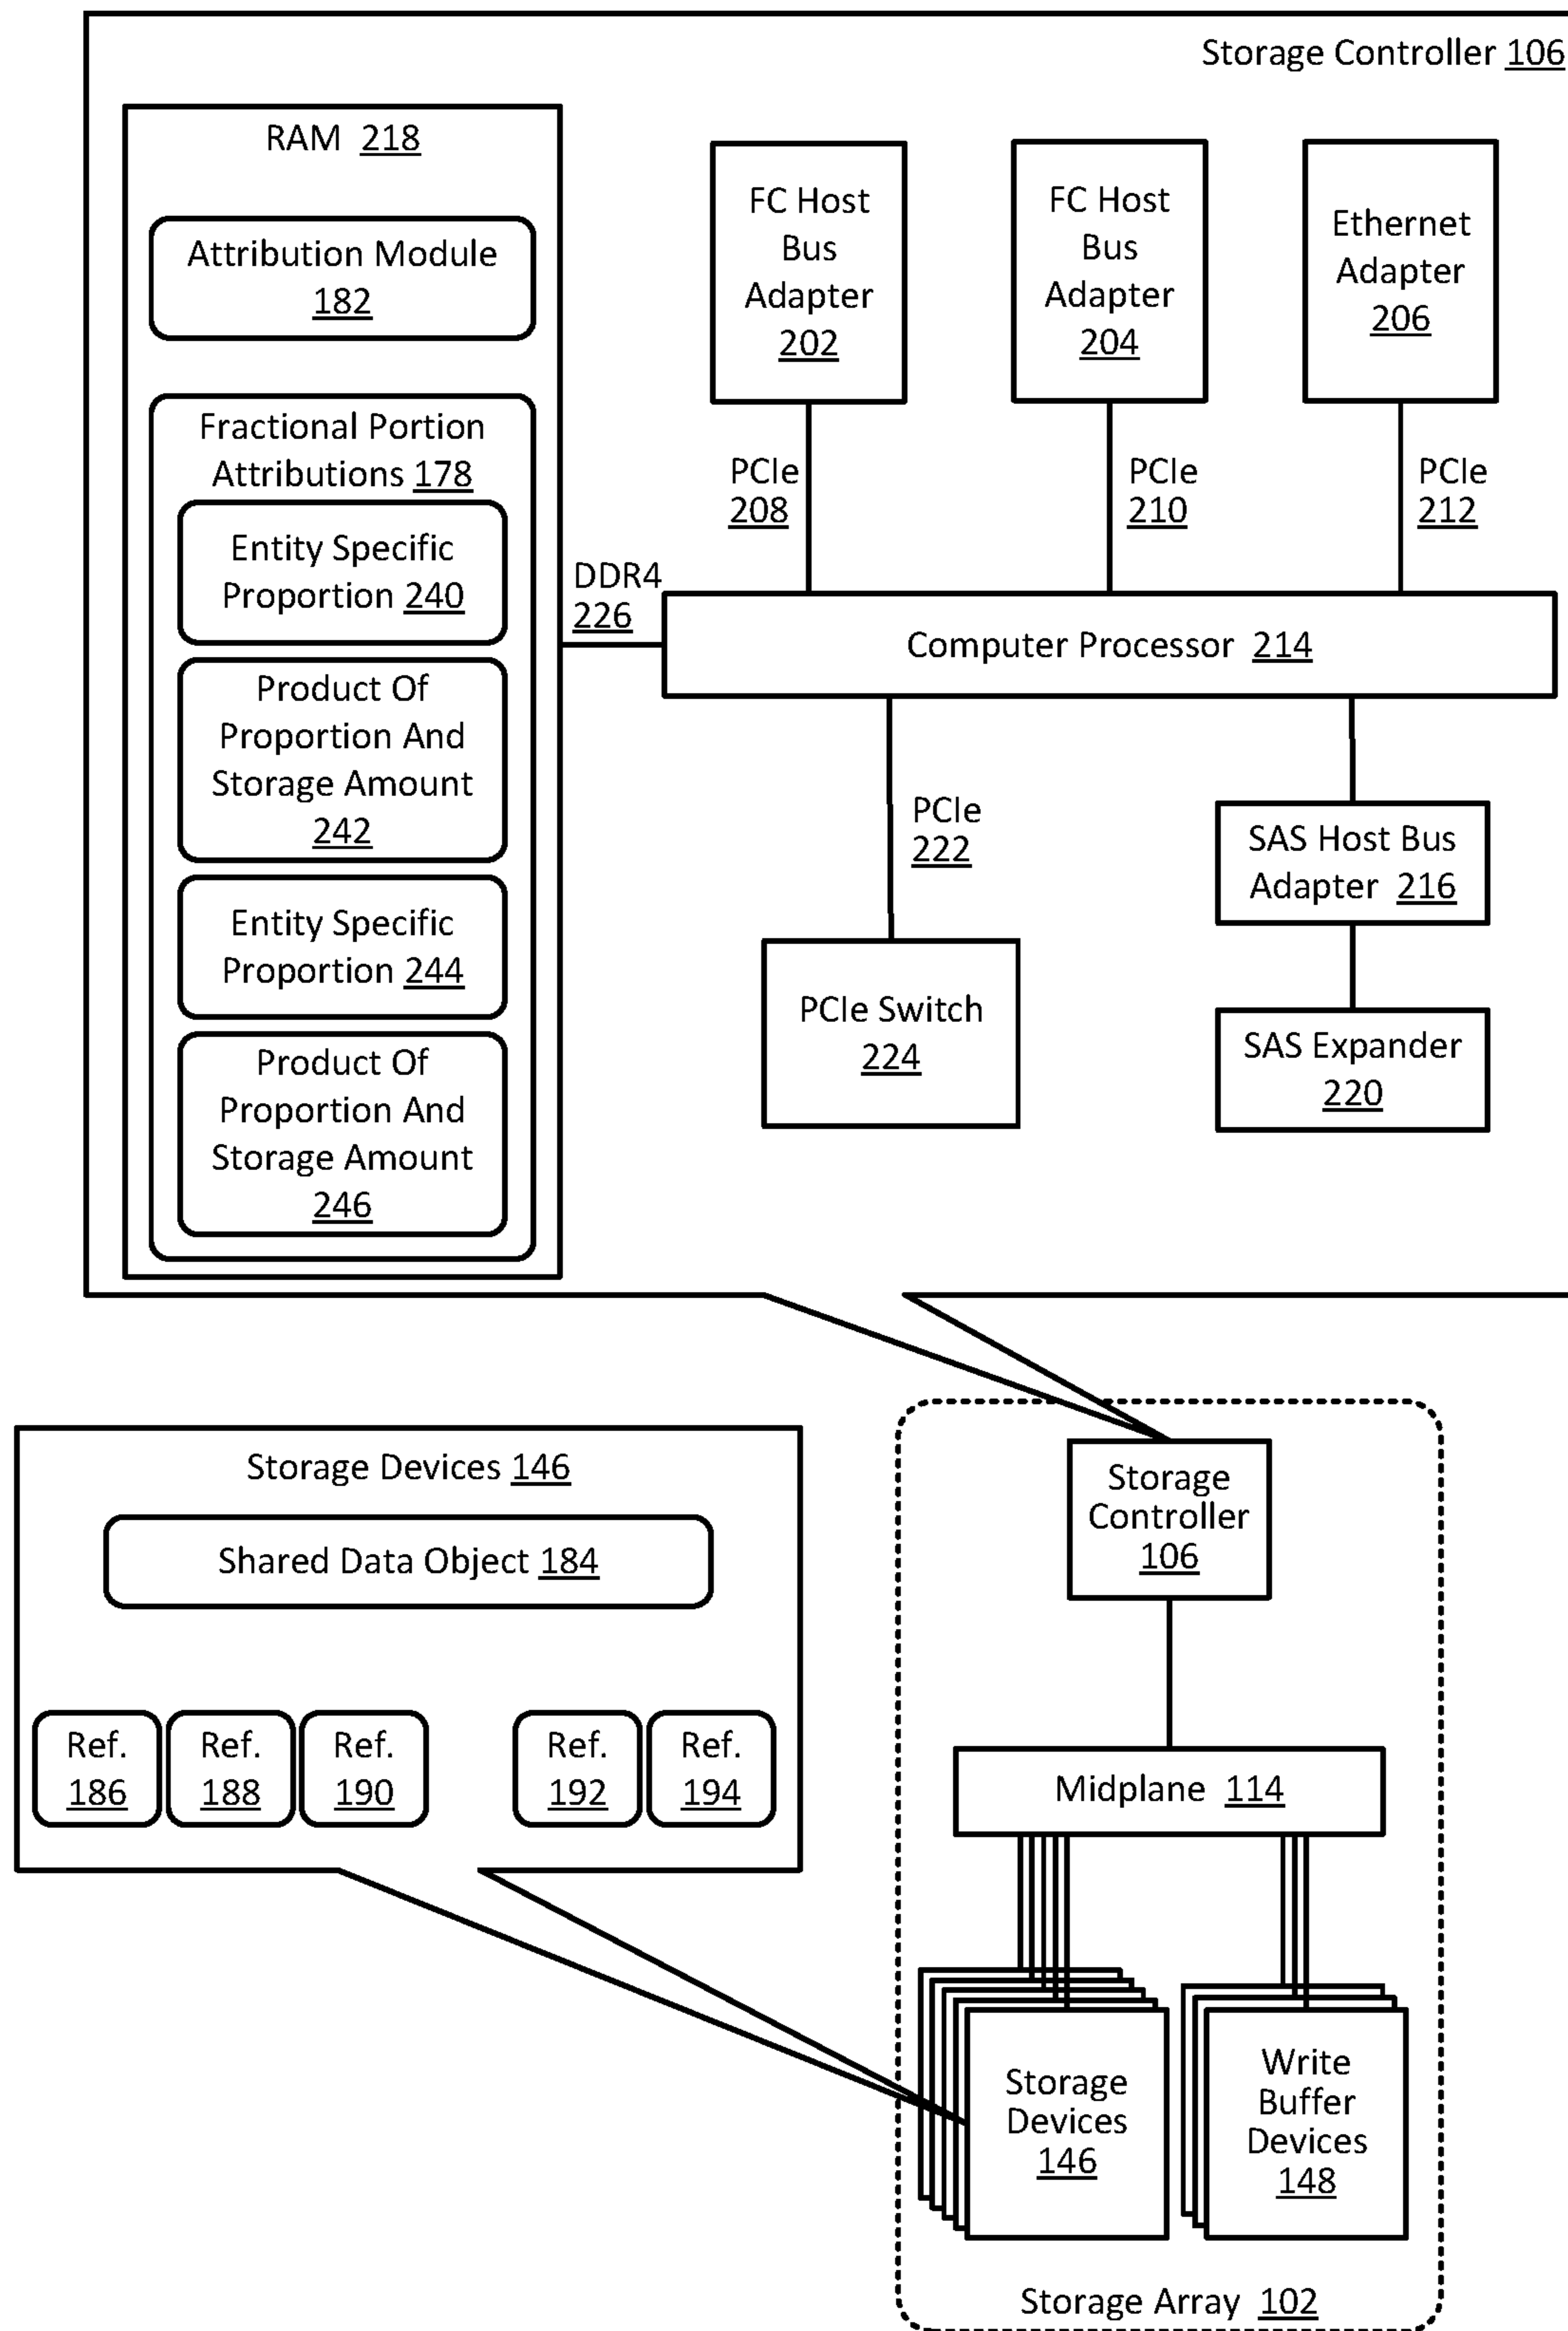 Storage Controller 106
RAM 218
Attribution Module
182
Fractional Portion
Attributions 178
Entity Specific
Proportion 240
Product Of
Proportion And
Storage Amount
242
Entity Specific
Proportion 244
Product Of
Proportion And
Storage Amount
246
FC Host
Bus
Adapter
202
FC Host
Bus
Adapter
204
Ethernet
Adapter
206
PCIe
208
PCIe
210
PCIe
212
DDR4
226
Computer Processor 214
PCIe
222
SAS Host Bus
Adapter 216
PCIe Switch
224
SAS Expander
220
Storage Devices 146
Shared Data Object 184
Ref.
186
Ref.
188
Ref.
190
Ref.
192
Ref.
194
Storage
Controller
106
Midplane 114
Storage
Devices
146
Write
Buffer
Devices
148
Storage Array 102